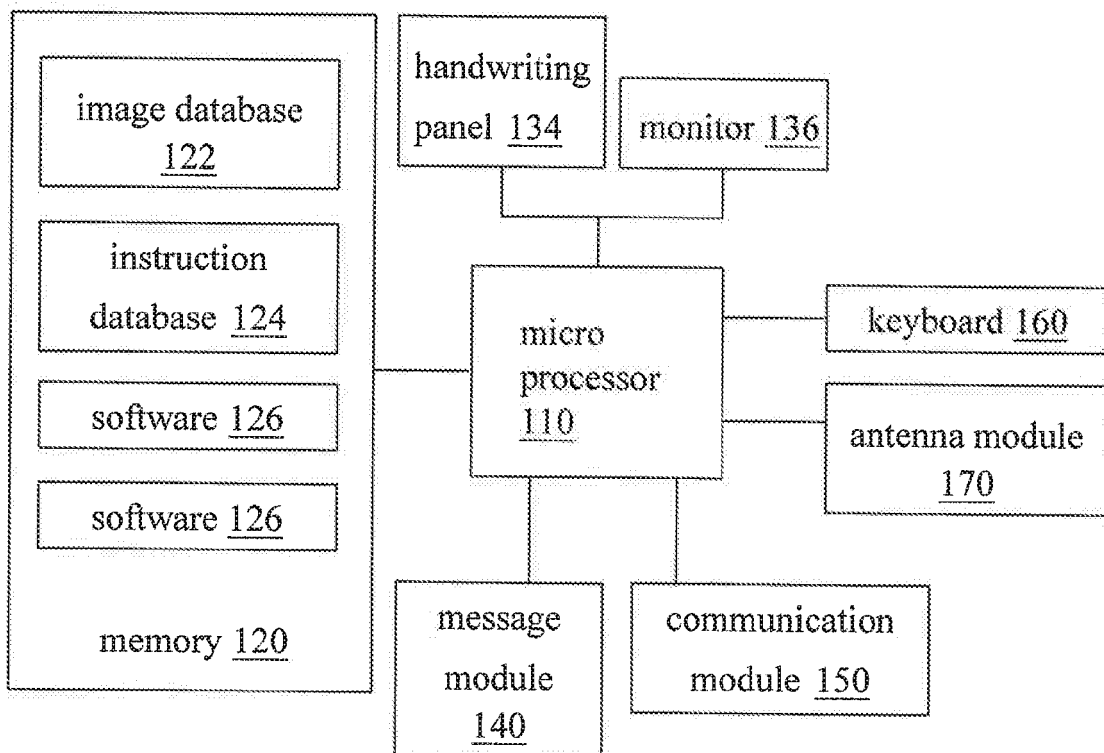 image database
122
instruction
database 124
software 126
software 126
memory 120
handwriting
panel 134
monitor 136
micro
processor
110
keyboard 160
antenna module
170
message
module
140
communication
module 150